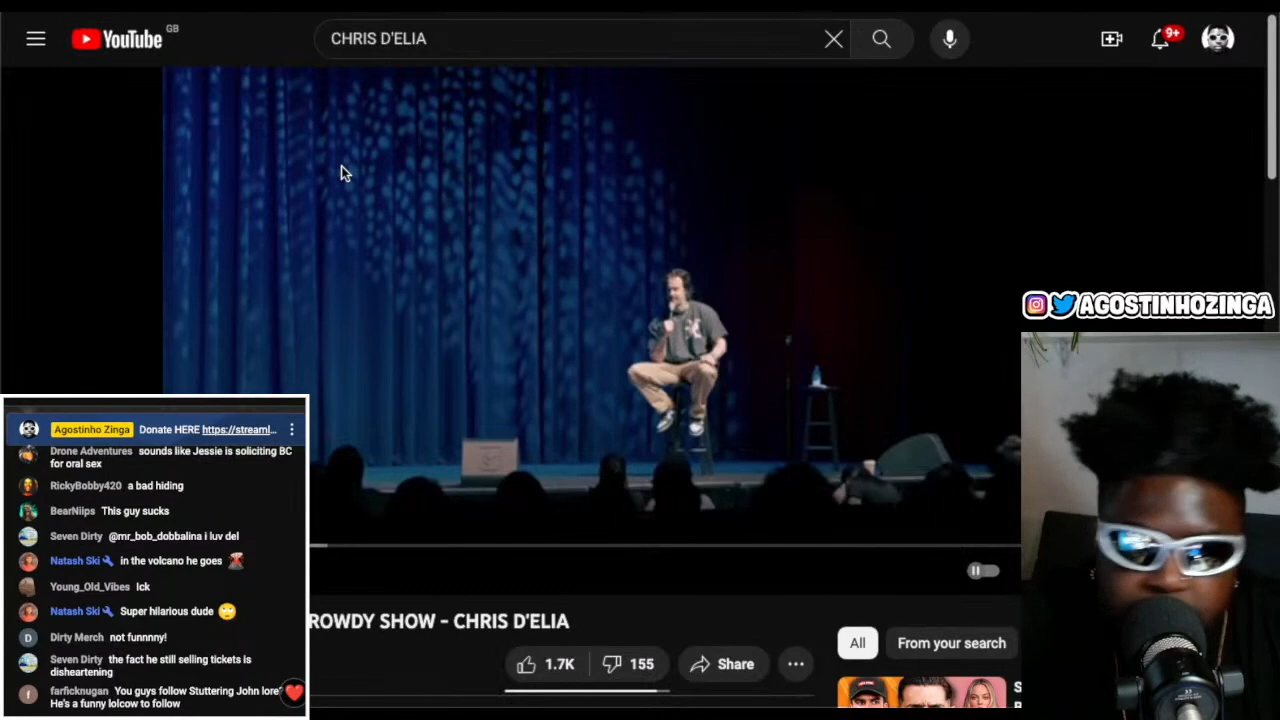 YouTube GB
CHRIS D'ELIA
9+
AGOSTINHOZINGA
Agostinho Zinga Donate HERE https://streaml...
Drone Adventures sounds like Jessie is soliciting BC
for oral sex
RickyBobby420 a bad hiding
BearNiips This guy sucks
Seven Dirty @mr_bob_dobbalina i luv del
Natash Ski in the volcano he goes
Young_Old_Vibes Ick
Natash Ski Super hilarious dude
Dirty Merch not funnnny!
Seven Dirty the fact he still selling tickets is
disheartening
farficknugan You guys follow Stuttering John lore?
He's a funny lolcow to follow
ROWDY SHOW - CHRIS D'ELIA
1.7K 155 Share
All From your search